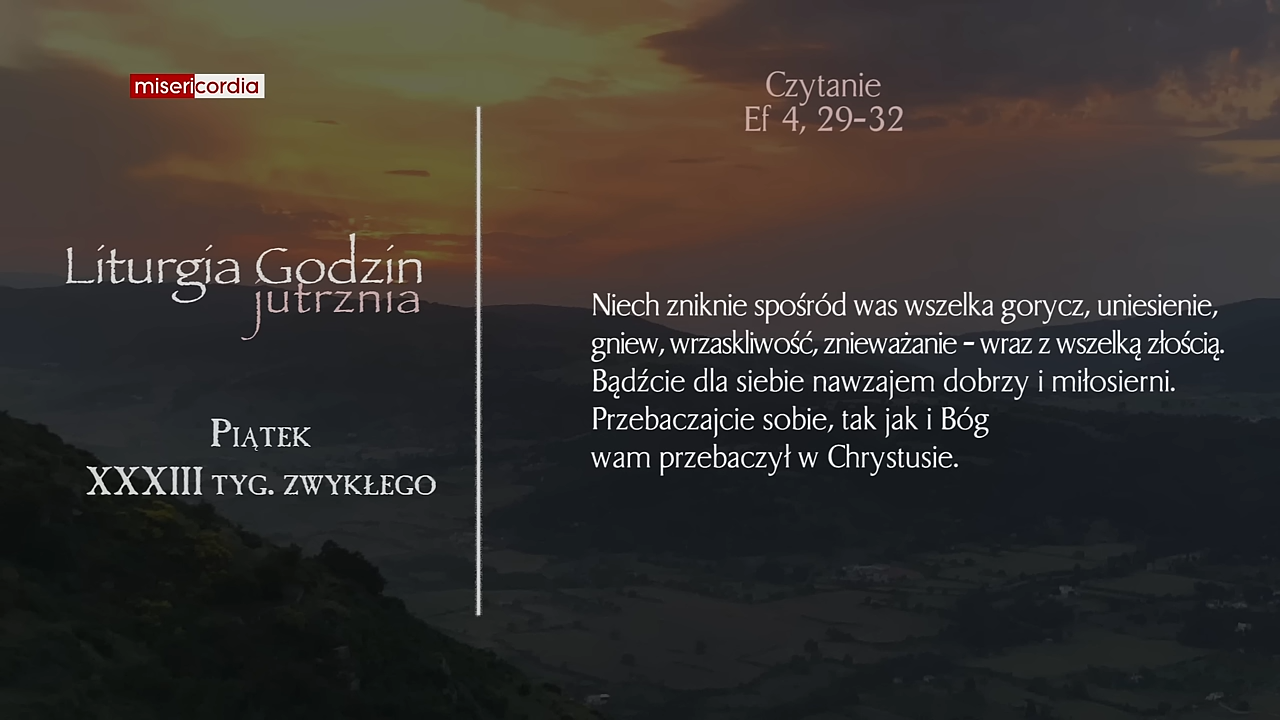 misericordia
Liturgia Godzin
jutrznia
Piątek
XXXIII tyg. zwykłego
Czytanie
Ef 4, 29-32
Niech zniknie spośród was wszelka gorycz, uniesienie,
gniew, wrzaskliwość, znieważanie – wraz z wszelką złością.
Bądźcie dla siebie nawzajem dobrzy i miłosierni.
Przebaczajcie sobie, tak jak i Bóg
wam przebaczył w Chrystusie.